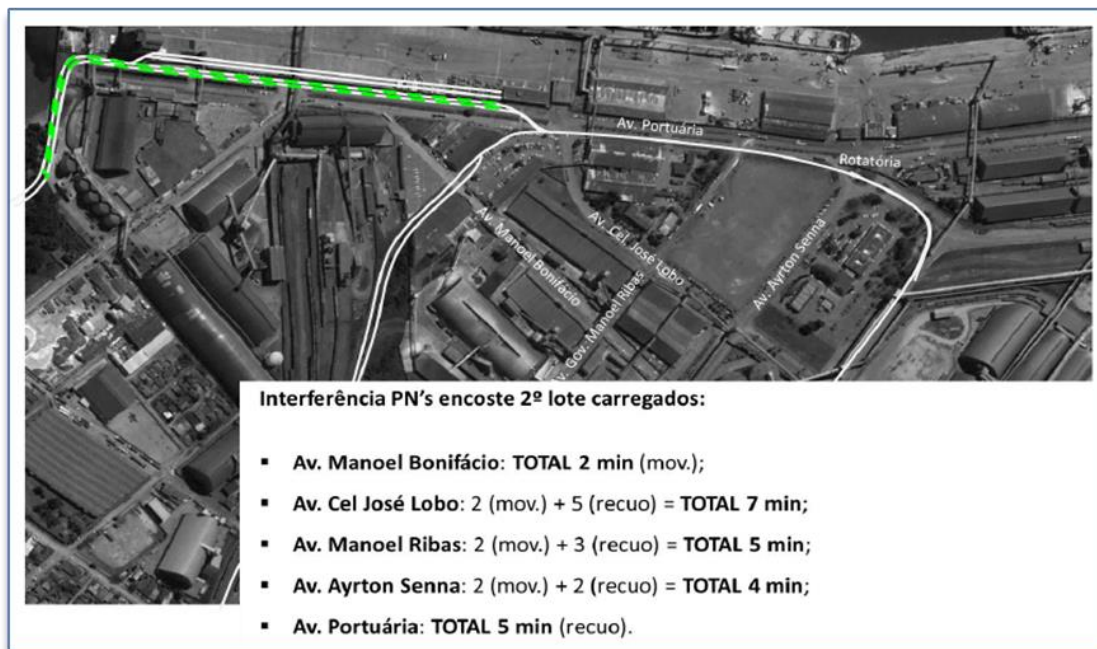 Av. Portuária
Rotatória
Av. Manoel Bonifácio
Av. Cel José Lobo
Av. Gov. Manoel Ribas
Av. Ayrton Senna
Interferência PN's encoste 2º lote carregados:
▪ Av. Manoel Bonifácio: TOTAL 2 min (mov.);
▪ Av. Cel José Lobo: 2 (mov.) + 5 (recuo) = TOTAL 7 min;
▪ Av. Manoel Ribas: 2 (mov.) + 3 (recuo) = TOTAL 5 min;
▪ Av. Ayrton Senna: 2 (mov.) + 2 (recuo) = TOTAL 4 min;
▪ Av. Portuária: TOTAL 5 min (recuo).